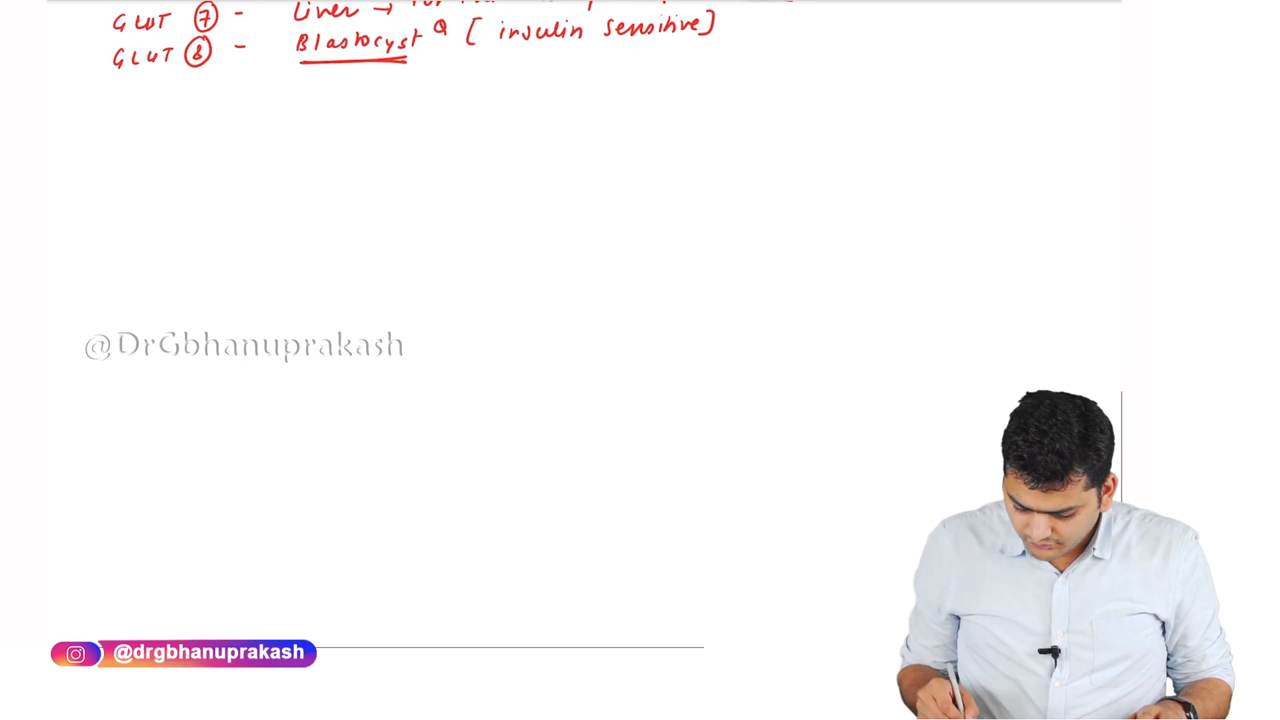 GLUT 7 - Liver →
GLUT 8 - Blastocyst Q [ insulin sensitive ]
@DrGbhanuprakash
@drgbhanuprakash